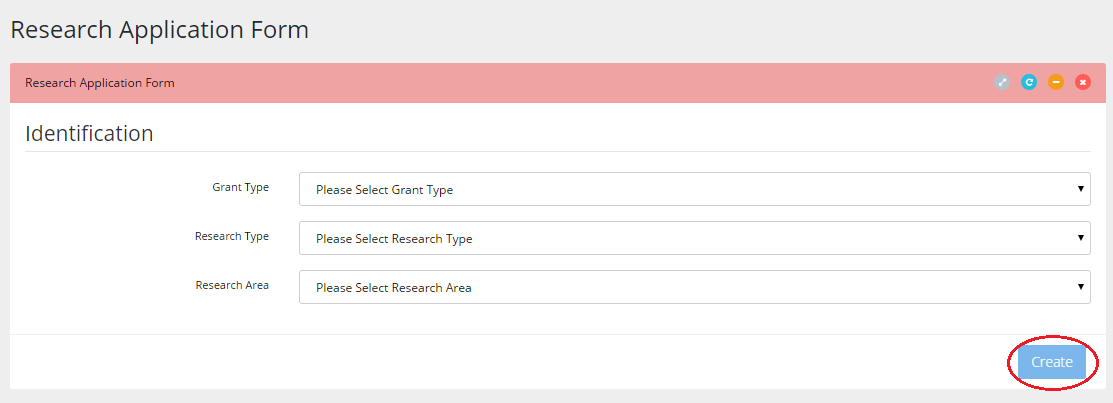 Research Application Form
Research Application Form
Identification
Grant Type
Please Select Grant Type
Research Type
Please Select Research Type
Research Area
Please Select Research Area
Create